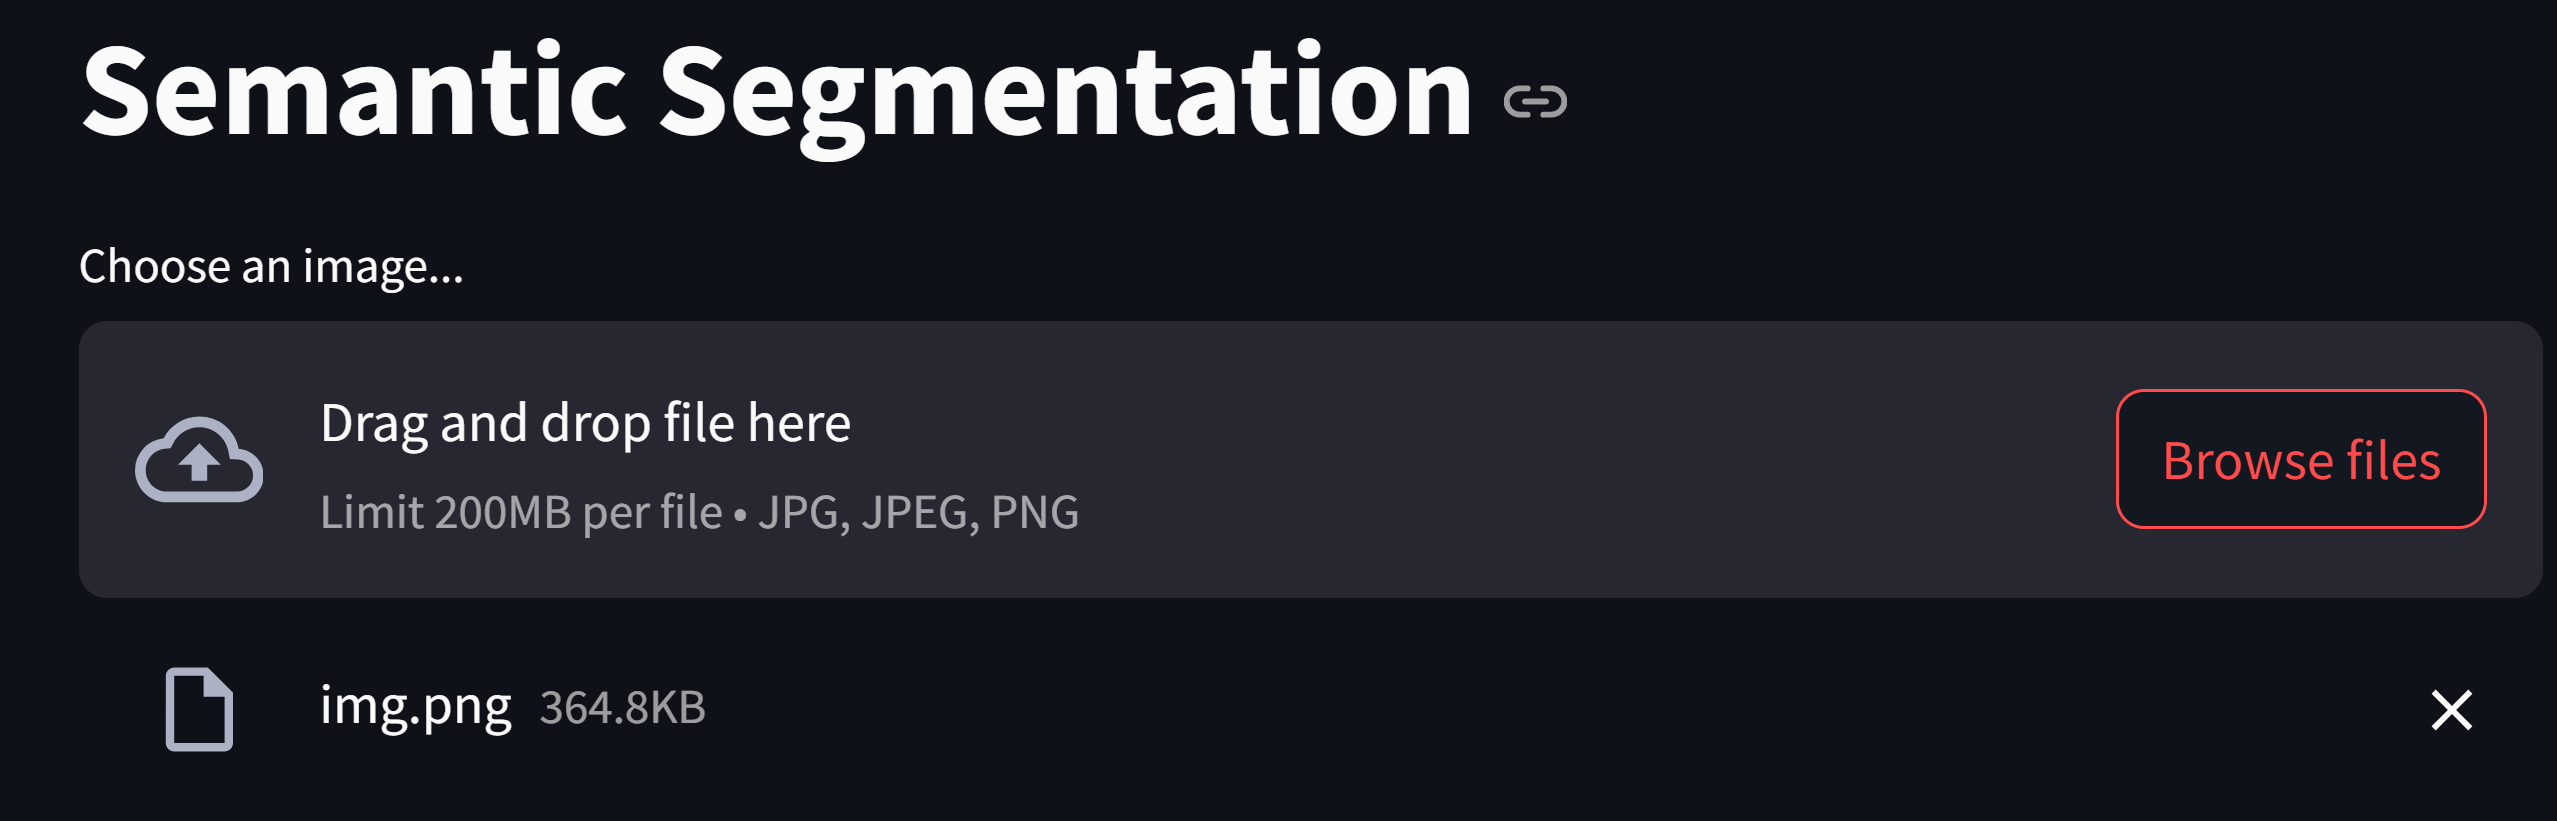 Semantic Segmentation
Choose an image...
Drag and drop file here
Limit 200MB per file • JPG, JPEG, PNG
Browse files
img.png 364.8KB